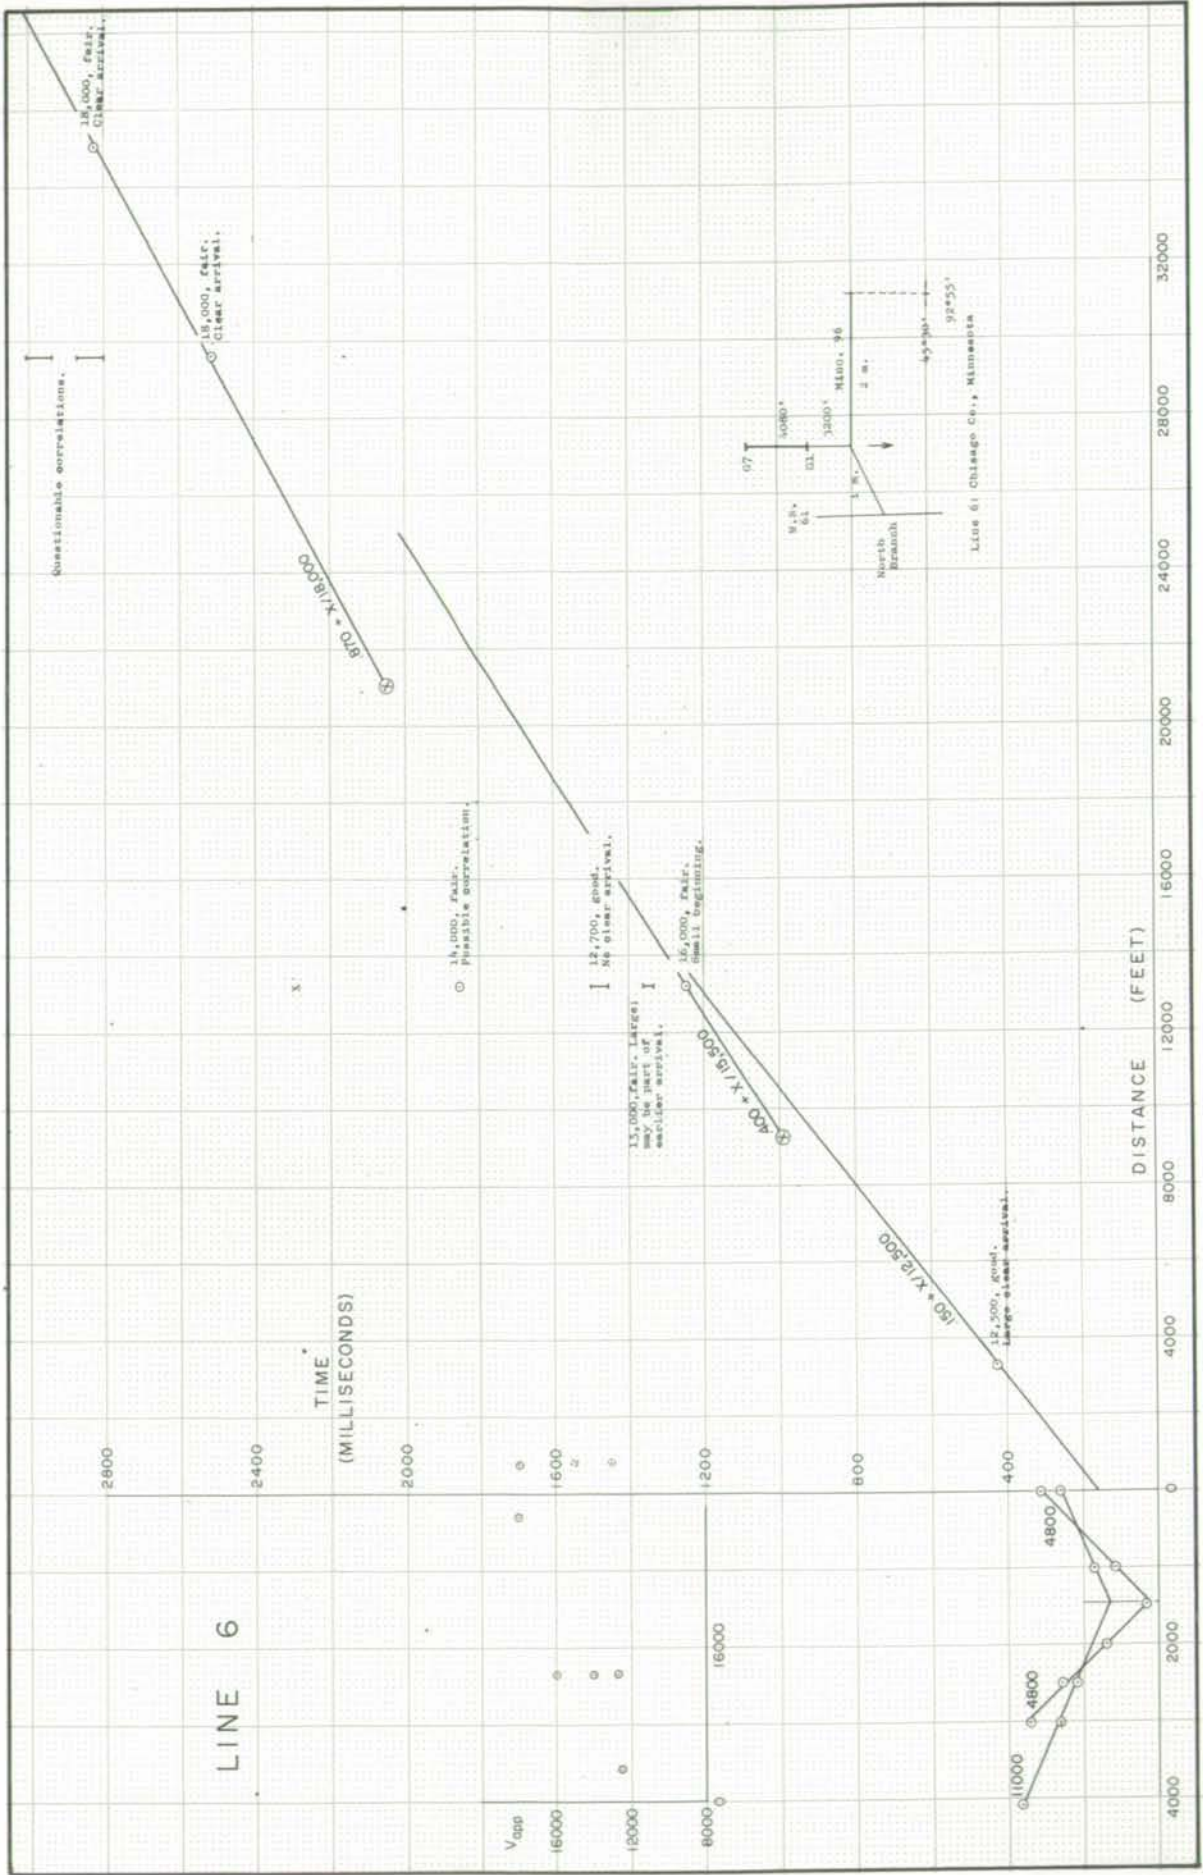 LINE 6
TIME
(MILLISECONDS)
2800
2400
2000
1600
1200
800
400
0
Vapp
16000
12000
8000
0
16000
18,000, fair.
Clear arrival.
18,000, fair.
Clear arrival.
Questionable correlations.
870 + X/18,000
14,000, fair.
Possible correlation.
x
12,700, good.
No clear arrival.
13,000, fair. Large;
may be part of
earlier arrival.
16,000, fair.
Small beginning.
400 + X/15,500
150 + X/12,500
12,500, good.
Large clear arrival.
4800
4800
11000
G7
4080'
G1
3200'
Minn. 96
2 m.
1 m.
61
North
Branch
45°30'
92°55'
Line 6: Chisago Co., Minnesota
DISTANCE (FEET)
4000
2000
0
4000
8000
12000
16000
20000
24000
28000
32000